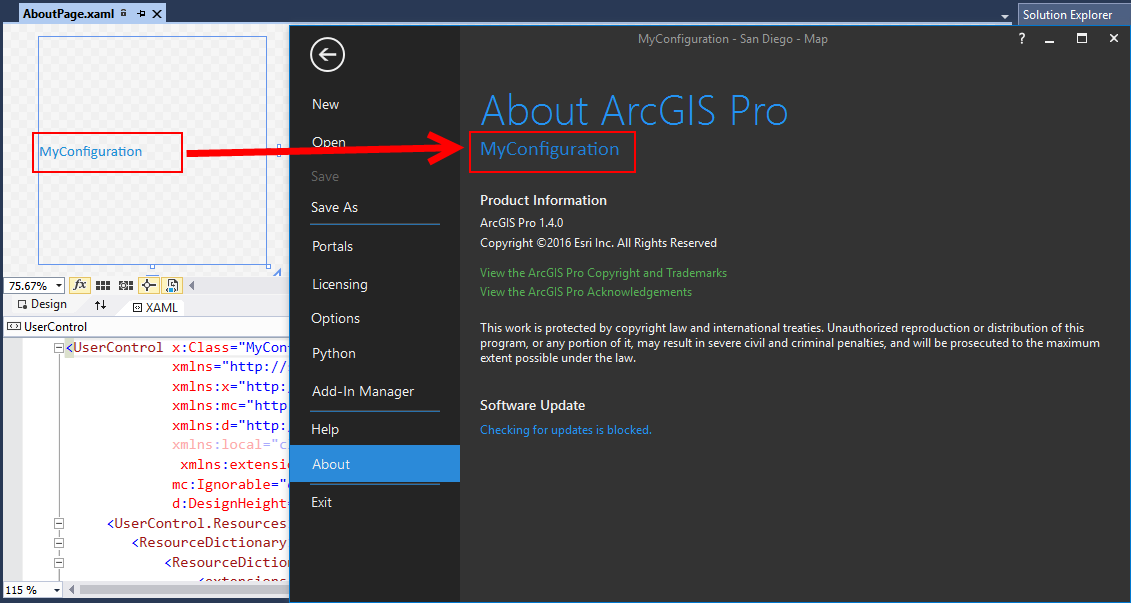 AboutPage.xaml
Solution Explorer
MyConfiguration
75.67%
fx
Design
XAML
UserControl
<UserControl x:Class="MyCon
xmlns="http://
xmlns:x="http:
xmlns:mc="http
xmlns:d="http:
xmlns:local="c
xmlns:extensi
mc:Ignorable="
d:DesignHeight=
<UserControl.Resources
<ResourceDictionary
<ResourceDiction
<extensions
115 %
MyConfiguration - San Diego - Map
?
New
Open
Save
Save As
Portals
Licensing
Options
Python
Add-In Manager
Help
About
Exit
About ArcGIS Pro
MyConfiguration
Product Information
ArcGIS Pro 1.4.0
Copyright ©2016 Esri Inc. All Rights Reserved
View the ArcGIS Pro Copyright and Trademarks
View the ArcGIS Pro Acknowledgements
This work is protected by copyright law and international treaties. Unauthorized reproduction or distribution of this
program, or any portion of it, may result in severe civil and criminal penalties, and will be prosecuted to the maximum
extent possible under the law.
Software Update
Checking for updates is blocked.